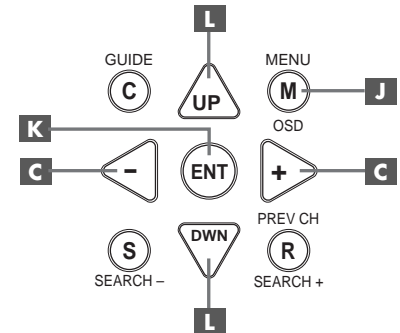 L
GUIDE
MENU
C
UP
M
J
OSD
K
C
-
ENT
+
C
PREV CH
S
DWN
R
SEARCH –
SEARCH +
L